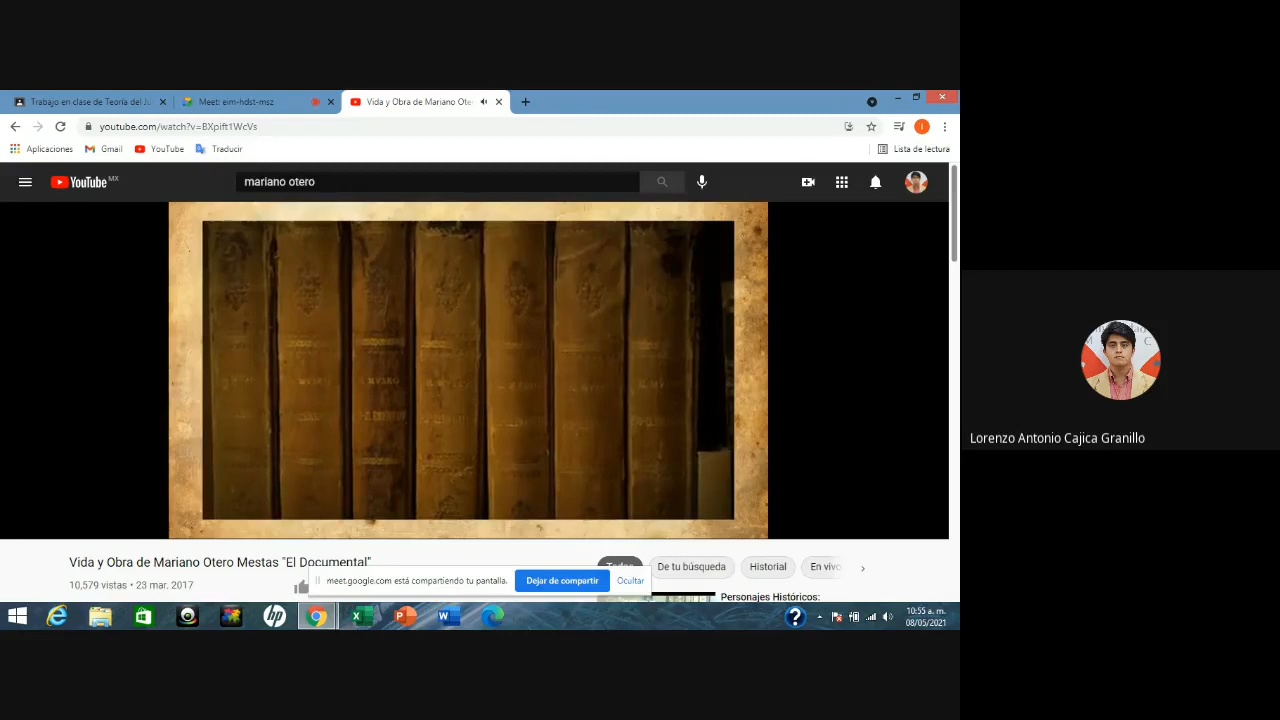 Trabajo en clase de Teoría del Ju
Meet: eim-hdst-msz
Vida y Obra de Mariano Ote
youtube.com/watch?v=BXpift1WcVs
Aplicaciones
Gmail
YouTube
Traducir
Lista de lectura
YouTube MX
mariano otero
Vida y Obra de Mariano Otero Mestas "El Documental"
10,579 vistas • 23 mar. 2017
Todos
De tu búsqueda
Historial
En vivo
meet.google.com está compartiendo tu pantalla.
Dejar de compartir
Ocultar
Personajes Históricos:
10:55 a. m.
08/05/2021
Lorenzo Antonio Cajica Granillo